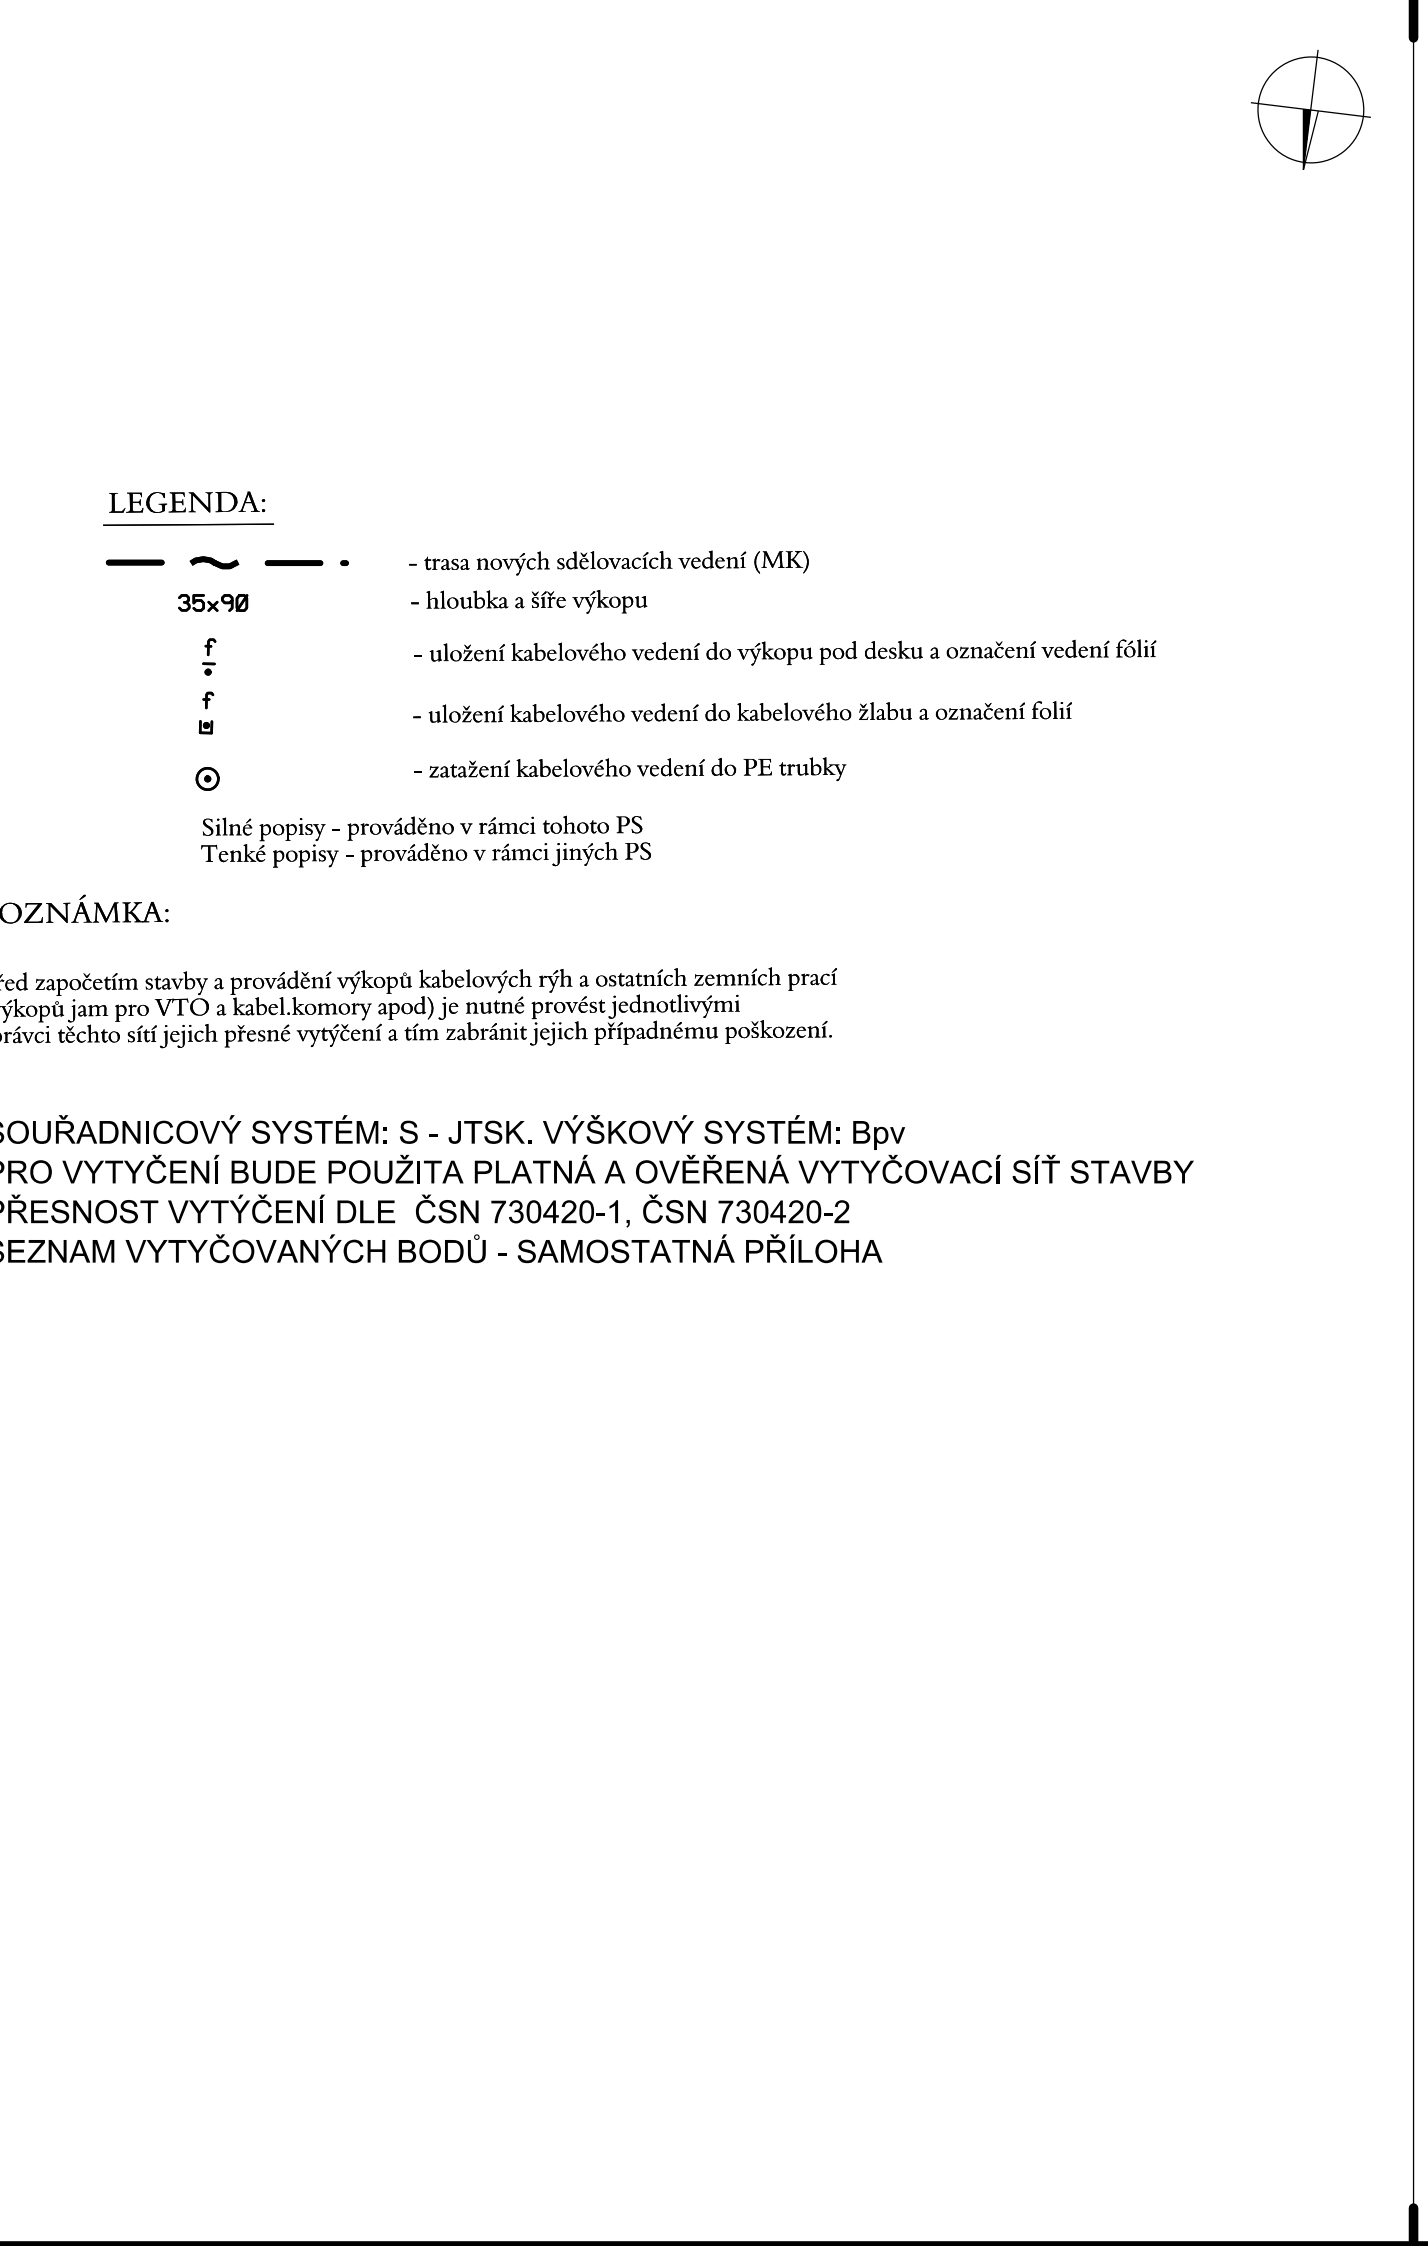 LEGENDA:
- trasa nových sdělovacích vedení (MK)
35x90 - hloubka a šíře výkopu
f - uložení kabelového vedení do výkopu pod desku a označení vedení fólií
f - uložení kabelového vedení do kabelového žlabu a označení folií
- zatažení kabelového vedení do PE trubky
Silné popisy - prováděno v rámci tohoto PS
Tenké popisy - prováděno v rámci jiných PS
OZNÁMKA:
řed započetím stavby a provádění výkopů kabelových rýh a ostatních zemních prací
výkopů jam pro VTO a kabel.komory apod) je nutné provést jednotlivými
právci těchto sítí jejich přesné vytýčení a tím zabránit jejich případnému poškození.
SOUŘADNICOVÝ SYSTÉM: S - JTSK. VÝŠKOVÝ SYSTÉM: Bpv
PRO VYTYČENÍ BUDE POUŽITA PLATNÁ A OVĚŘENÁ VYTYČOVACÍ SÍŤ STAVBY
PŘESNOST VYTÝČENÍ DLE ČSN 730420-1, ČSN 730420-2
SEZNAM VYTYČOVANÝCH BODŮ - SAMOSTATNÁ PŘÍLOHA